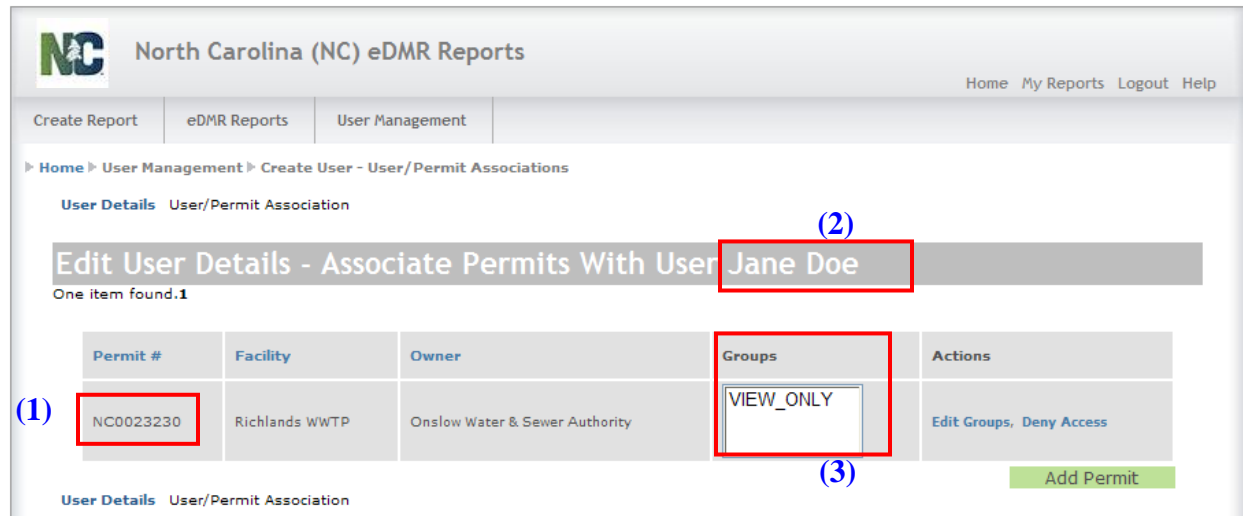 NC North Carolina (NC) eDMR Reports
Home My Reports Logout Help
Create Report eDMR Reports User Management
Home User Management Create User - User/Permit Associations
User Details User/Permit Association
(2)
Edit User Details - Associate Permits With User Jane Doe
One item found.1
Permit # Facility Owner Groups Actions
(1) NC0023230 Richlands WWTP Onslow Water & Sewer Authority VIEW_ONLY Edit Groups, Deny Access
(3)
Add Permit
User Details User/Permit Association